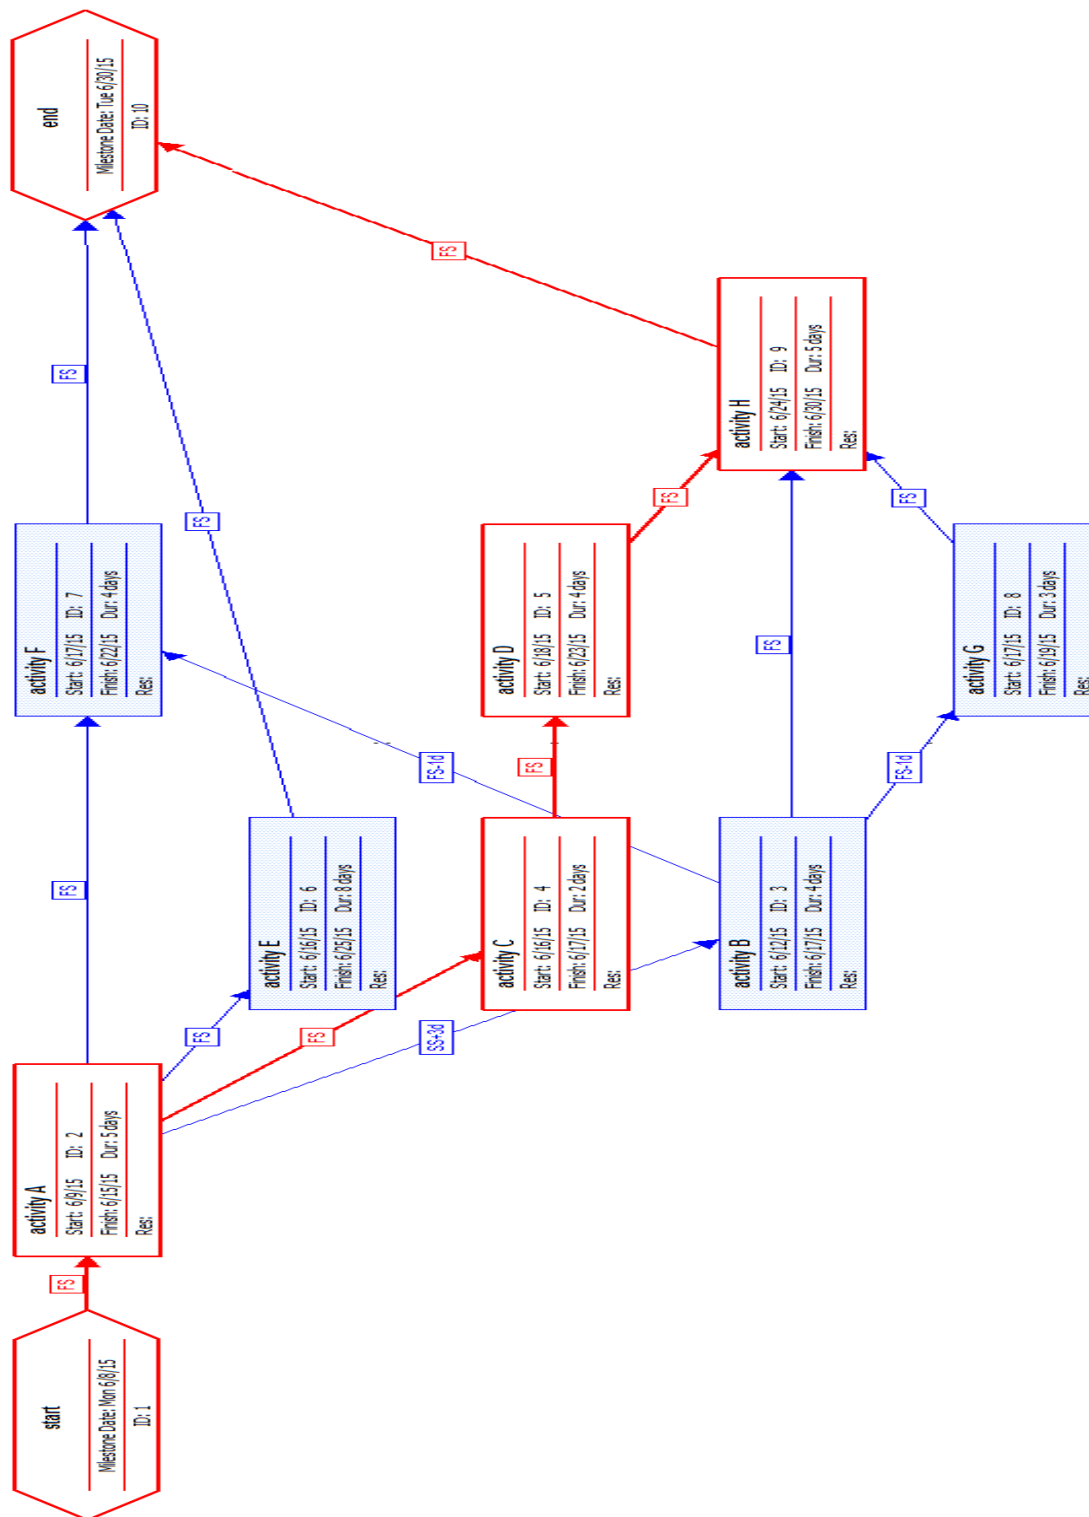 start
Milestone Date: Mon 6/8/15
ID: 1
FS
activity A
Start: 6/9/15 ID: 2
Finish: 6/15/15 Dur: 5 days
Res:
FS
FS
FS
SS+3d
activity E
Start: 6/16/15 ID: 6
Finish: 6/25/15 Dur: 8 days
Res:
activity C
Start: 6/16/15 ID: 4
Finish: 6/17/15 Dur: 2 days
Res:
activity B
Start: 6/12/15 ID: 3
Finish: 6/17/15 Dur: 4 days
Res:
FS-1d
FS
FS
FS-1d
activity F
Start: 6/17/15 ID: 7
Finish: 6/22/15 Dur: 4 days
Res:
activity D
Start: 6/18/15 ID: 5
Finish: 6/23/15 Dur: 4 days
Res:
activity G
Start: 6/17/15 ID: 8
Finish: 6/19/15 Dur: 3 days
Res:
FS
FS
FS
FS
activity H
Start: 6/24/15 ID: 9
Finish: 6/30/15 Dur: 5 days
Res:
FS
end
Milestone Date: Tue 6/30/15
ID: 10